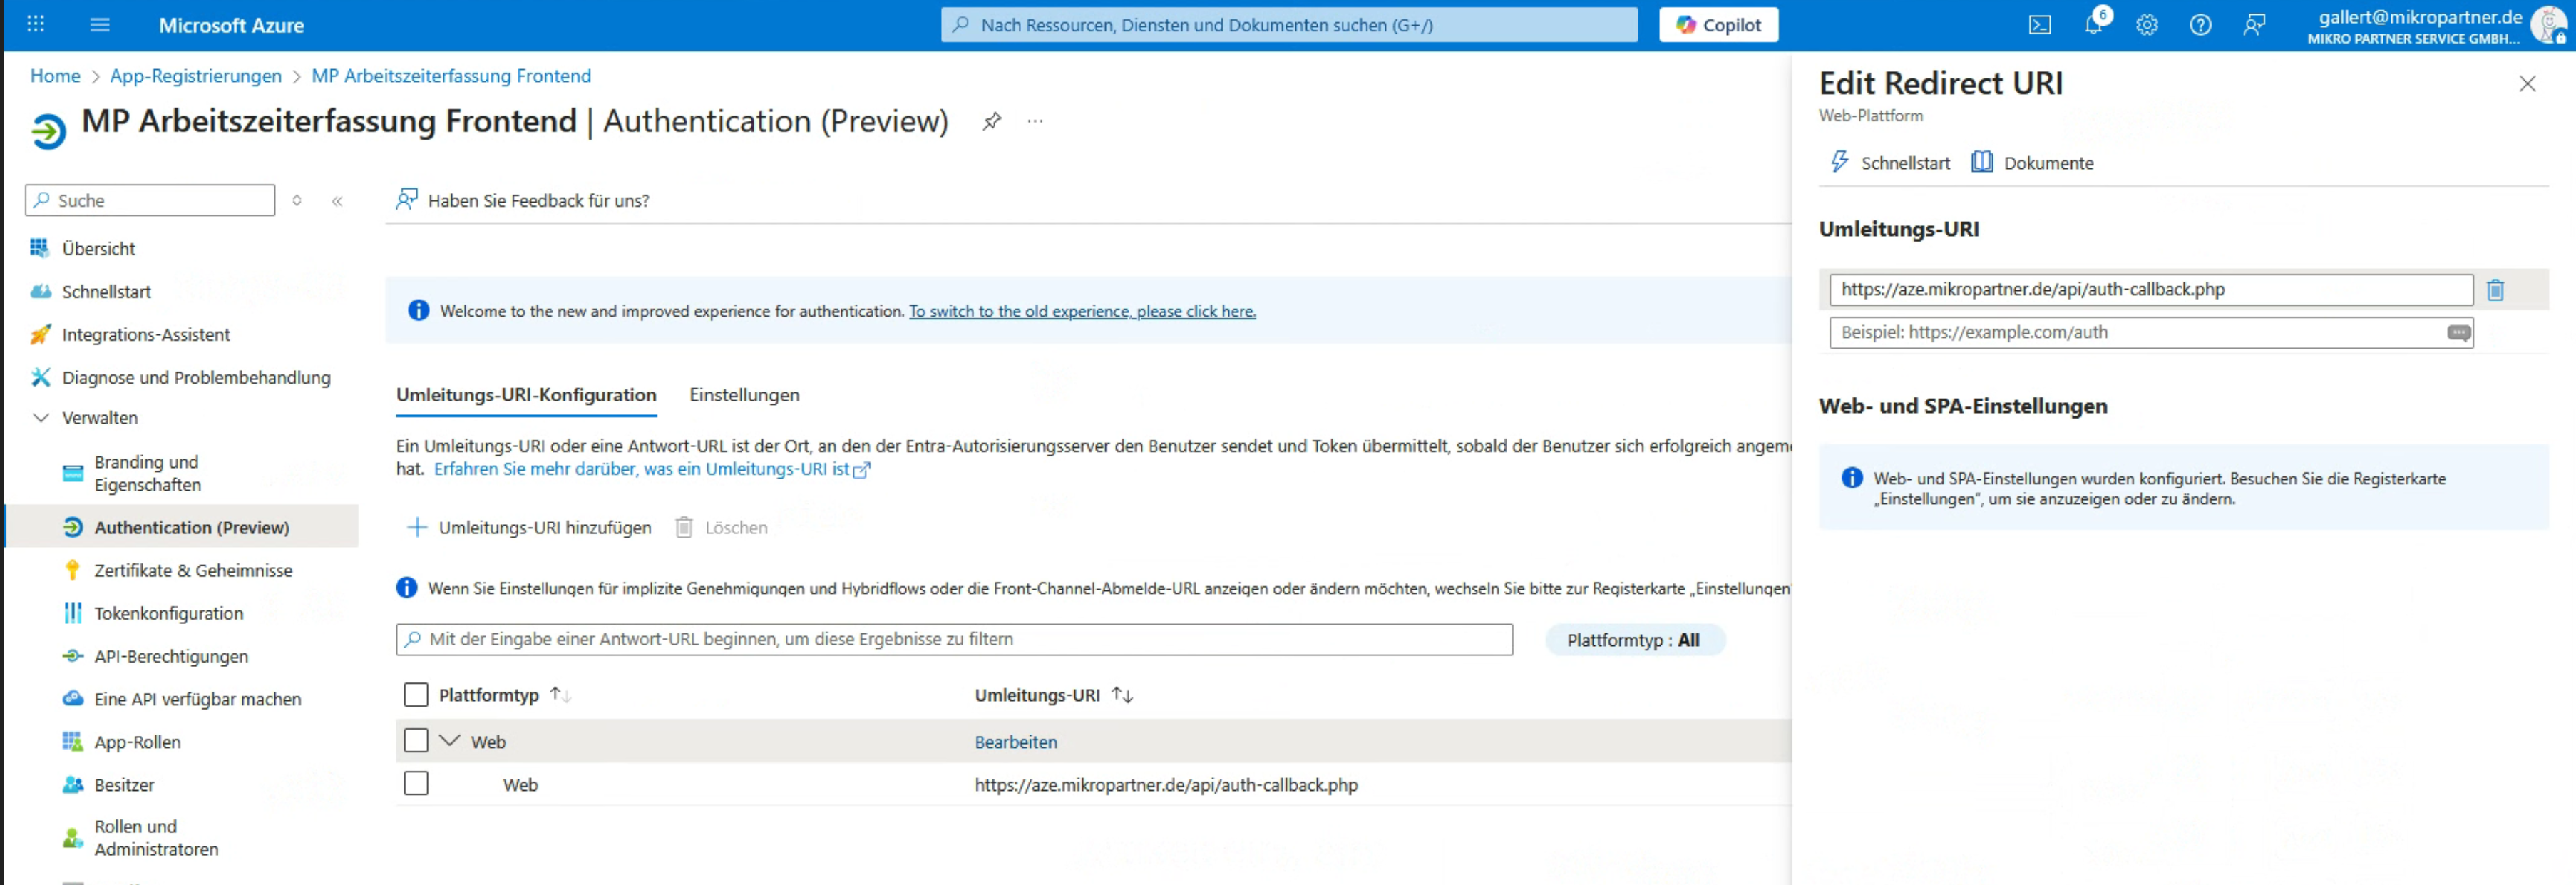 Microsoft Azure
Nach Ressourcen, Diensten und Dokumenten suchen (G+/)
Copilot
6
gallert@mikropartner.de
MIKRO PARTNER SERVICE GMBH...
Home > App-Registrierungen > MP Arbeitszeiterfassung Frontend
MP Arbeitszeiterfassung Frontend | Authentication (Preview)
Suche
Übersicht
Schnellstart
Integrations-Assistent
Diagnose und Problembehandlung
Verwalten
Branding und
Eigenschaften
Authentication (Preview)
Zertifikate & Geheimnisse
Tokenkonfiguration
API-Berechtigungen
Eine API verfügbar machen
App-Rollen
Besitzer
Rollen und
Administratoren
Haben Sie Feedback für uns?
Welcome to the new and improved experience for authentication. To switch to the old experience, please click here.
Umleitungs-URI-Konfiguration Einstellungen
Ein Umleitungs-URI oder eine Antwort-URL ist der Ort, an den der Entra-Autorisierungsserver den Benutzer sendet und Token übermittelt, sobald der Benutzer sich erfolgreich angeme
hat. Erfahren Sie mehr darüber, was ein Umleitungs-URI ist
Umleitungs-URI hinzufügen Löschen
Wenn Sie Einstellungen für implizite Genehmigungen und Hybridflows oder die Front-Channel-Abmelde-URL anzeigen oder ändern möchten, wechseln Sie bitte zur Registerkarte „Einstellungen"
Mit der Eingabe einer Antwort-URL beginnen, um diese Ergebnisse zu filtern
Plattformtyp : All
Plattformtyp Umleitungs-URI
Web Bearbeiten
Web https://aze.mikropartner.de/api/auth-callback.php
Edit Redirect URI
Web-Plattform
Schnellstart Dokumente
Umleitungs-URI
https://aze.mikropartner.de/api/auth-callback.php
Beispiel: https://example.com/auth
Web- und SPA-Einstellungen
Web- und SPA-Einstellungen wurden konfiguriert. Besuchen Sie die Registerkarte
„Einstellungen", um sie anzuzeigen oder zu ändern.